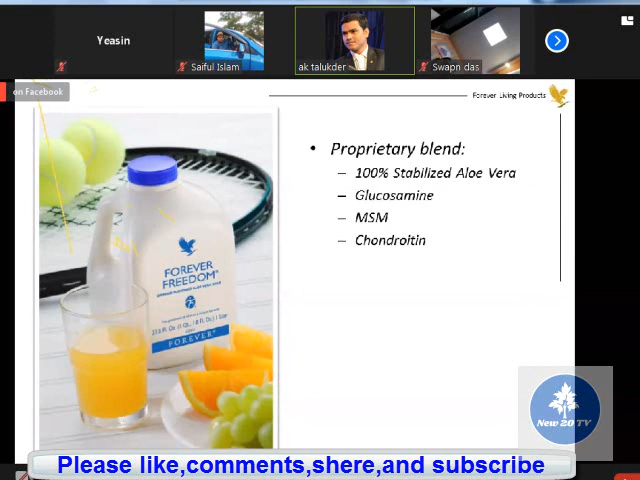 Yeasin
Saiful Islam
ak talukder
Swapn das
on Facebook
Forever Living Products
• Proprietary blend:
– 100% Stabilized Aloe Vera
– Glucosamine
– MSM
– Chondroitin
FOREVER
FREEDOM
FOREVER
New 20 TV
Please like,comments,shere,and subscribe